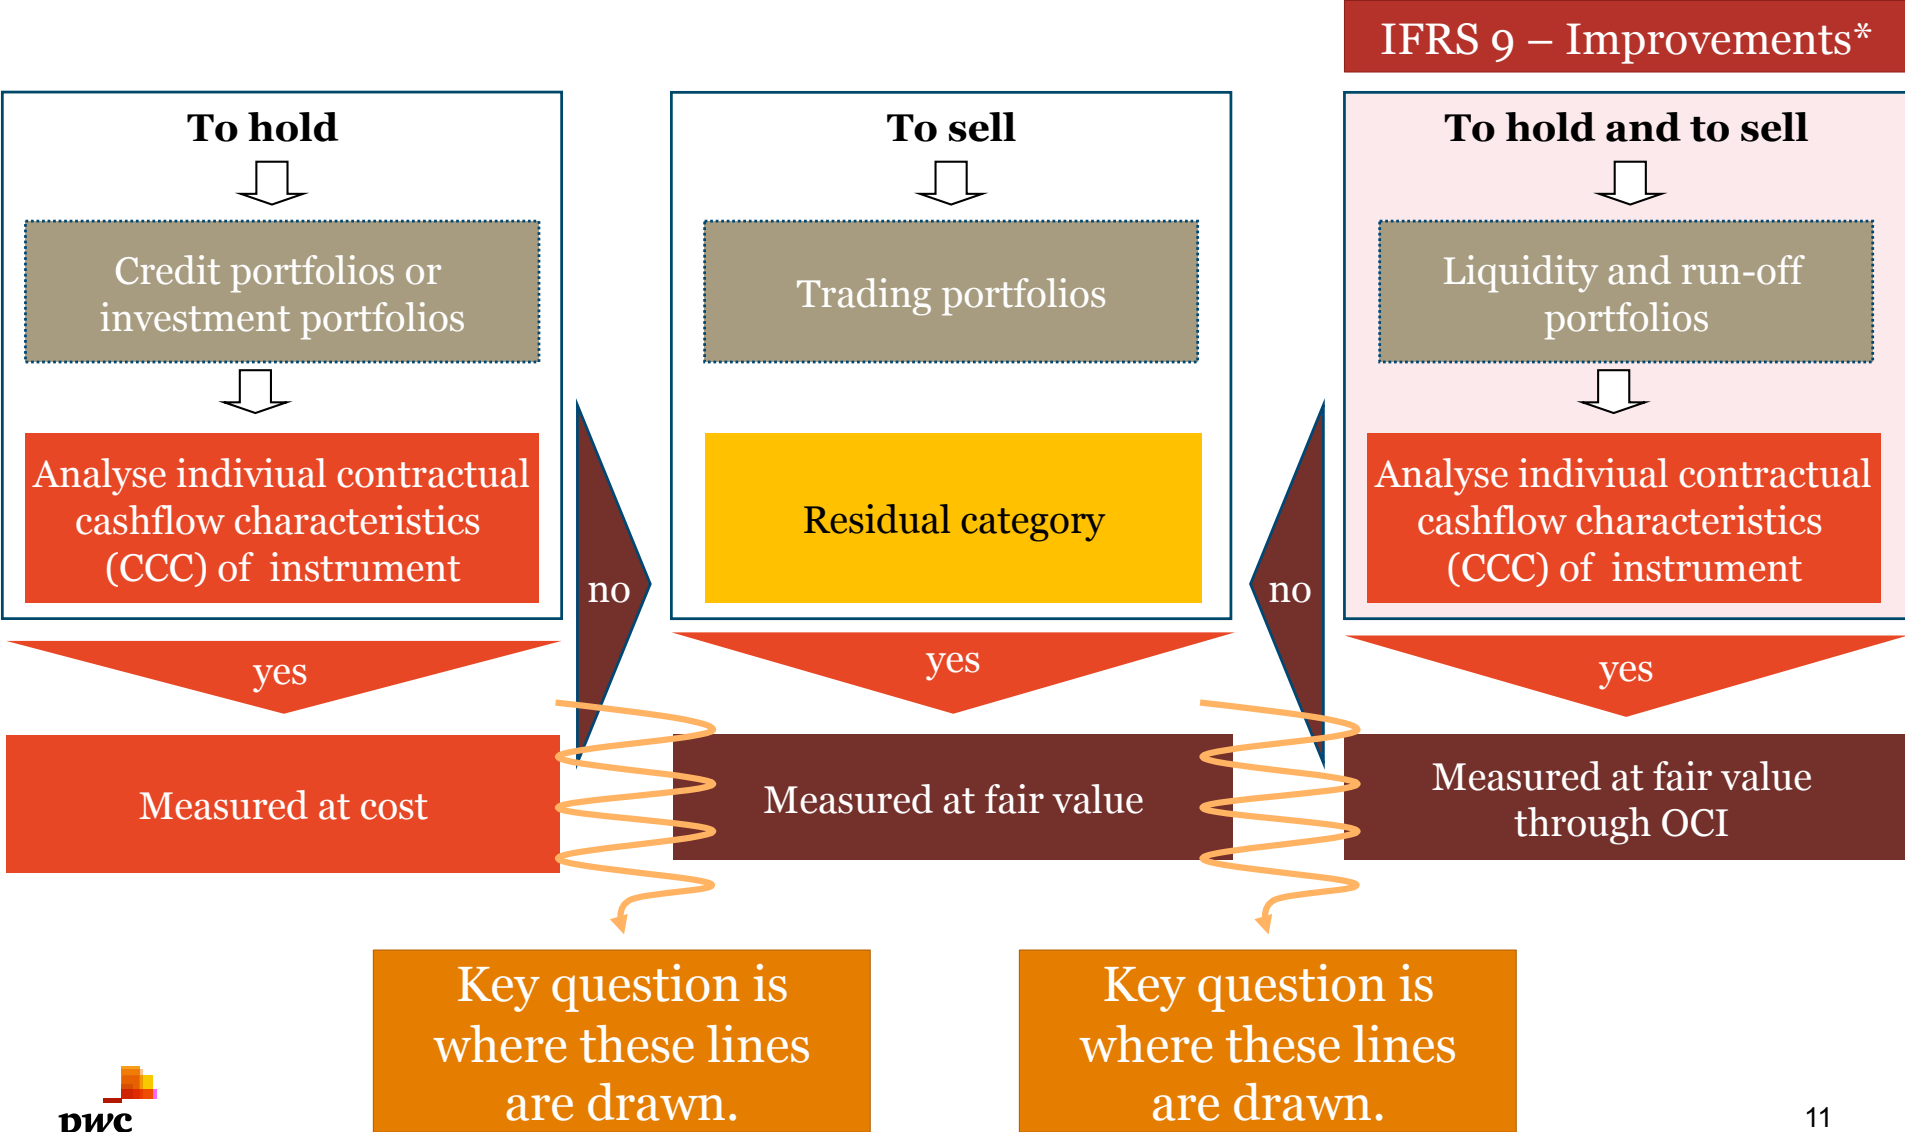 IFRS 9 – Improvements*
To hold
Credit portfolios or
investment portfolios
Analyse indiviual contractual
cashflow characteristics
(CCC) of instrument
yes
Measured at cost
no
To sell
Trading portfolios
Residual category
yes
Measured at fair value
no
To hold and to sell
Liquidity and run-off
portfolios
Analyse indiviual contractual
cashflow characteristics
(CCC) of instrument
yes
Measured at fair value
through OCI
Key question is
where these lines
are drawn.
Key question is
where these lines
are drawn.
pwc
11